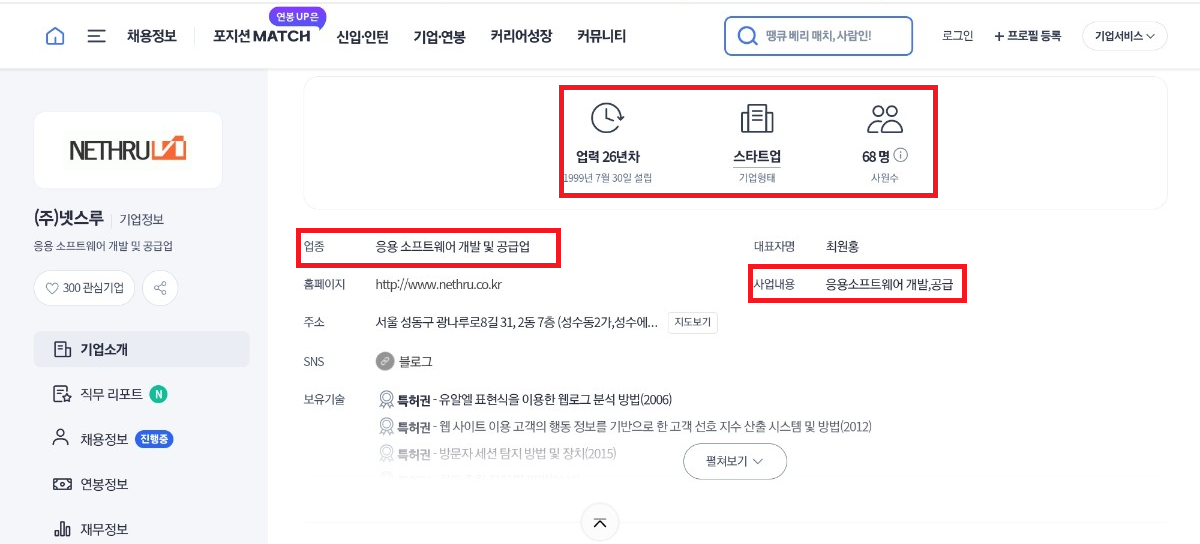 연봉 UP은
채용정보 포지션 MATCH 신입·인턴 기업·연봉 커리어성장 커뮤니티 땡큐 베리 매치, 사람인! 로그인 + 프로필 등록 기업서비스
NETHRU
(주)넷스루 기업정보
응용 소프트웨어 개발 및 공급업
300 관심기업
기업소개
직무 리포트 N
채용정보 진행중
연봉정보
재무정보
업력 26년차 스타트업 68 명
1999년 7월 30일 설립 기업형태 사원수
업종 응용 소프트웨어 개발 및 공급업 대표자명 최원홍
홈페이지 http://www.nethru.co.kr 사업내용 응용소프트웨어 개발,공급
주소 서울 성동구 광나루로8길 31, 2동 7층 (성수동2가,성수에... 지도보기
SNS 블로그
보유기술 특허권 - 유알엘 표현식을 이용한 웹로그 분석 방법(2006)
특허권 - 웹 사이트 이용 고객의 행동 정보를 기반으로 한 고객 선호 지수 산출 시스템 및 방법(2012)
특허권 - 방문자 세션 탐지 방법 및 장치(2015)
펼쳐보기